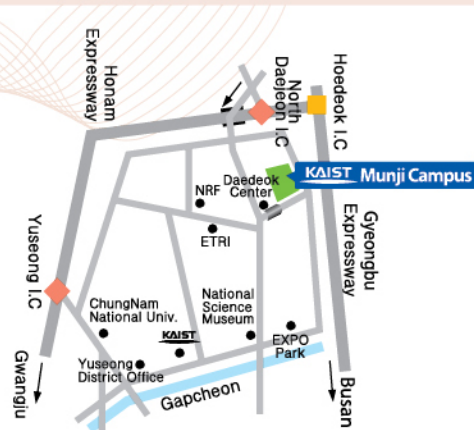 Honam
Expressway
North
Daejeon I.C
Hoedeok I.C
KAIST Munji Campus
NRF
Daedeok
Center
ETRI
Gyeongbu
Expressway
Yuseong I.C
ChungNam
National Univ.
KAIST
National
Science
Museum
EXPO
Park
Yuseong
District Office
Gapcheon
Gwangju
Busan